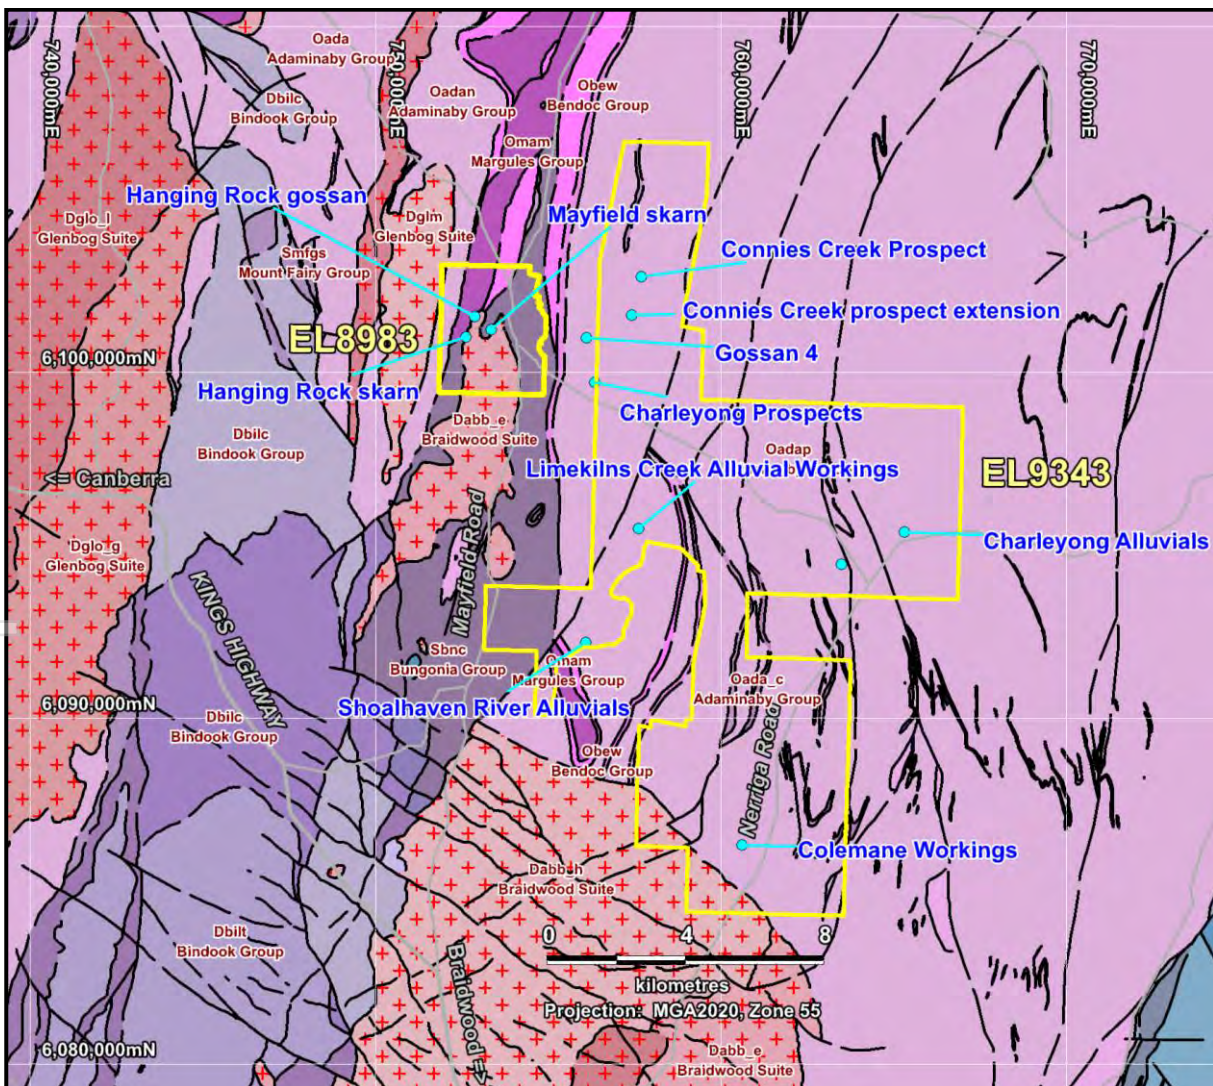 740,000mE
750,000mE
760,000mE
770,000mE
Oada
Adaminaby Group
Dbilc
Bindook Group
Oadan
Adaminaby Group
Obew
Bendoc Group
Omam
Margules Group
Hanging Rock gossan
Mayfield skarn
Dglo_l
Glenbog Suite
Dglm
Glenbog Suite
Smfgs
Mount Fairy Group
Connies Creek Prospect
Connies Creek prospect extension
EL8983
6,100,000mN
Gossan 4
Hanging Rock skarn
Charleyong Prospects
Dabb_e
Braidwood Suite
Dbilc
Bindook Group
Oadap
Limekilns Creek Alluvial Workings
EL9343
<= Canberra
Charleyong Alluvials
Dglo_g
Glenbog Suite
Mayfield Road
KINGS HIGHWAY
Sbnc
Bungonia Group
Omam
Margules Group
Oada_c
Adaminaby Group
6,090,000mN
Shoalhaven River Alluvials
Dbilc
Bindook Group
Obew
Bendoc Group
Nerriga Road
Colemane Workings
Dabb_h
Braidwood Suite
Dbilt
Bindook Group
Braidwood =>
0 4 8
kilometres
Projection: MGA2020, Zone 55
6,080,000mN
Dabb_e
Braidwood Suite